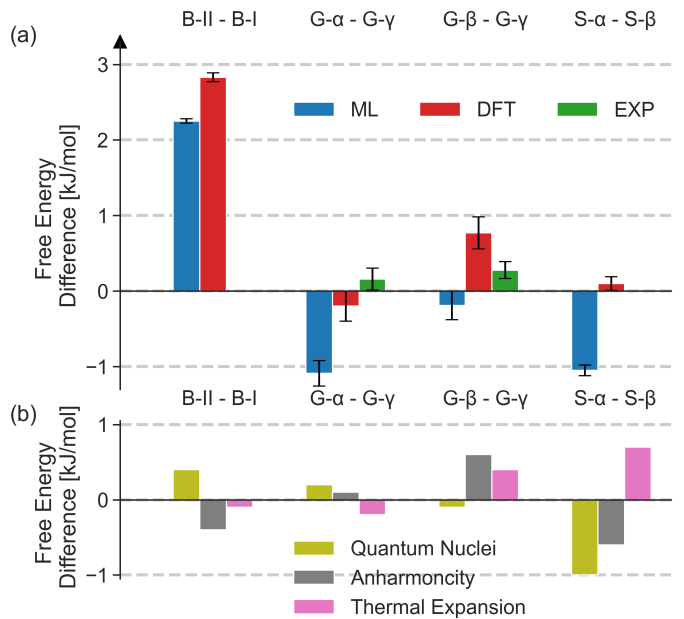 (a)
B-II - B-I G-α - G-γ G-β - G-γ S-α - S-β
Free Energy
Difference [kJ/mol]
3
2
1
0
−1
ML DFT EXP
(b)
B-II - B-I G-α - G-γ G-β - G-γ S-α - S-β
Free Energy
Difference [kJ/mol]
1
0
−1
Quantum Nuclei
Anharmoncity
Thermal Expansion